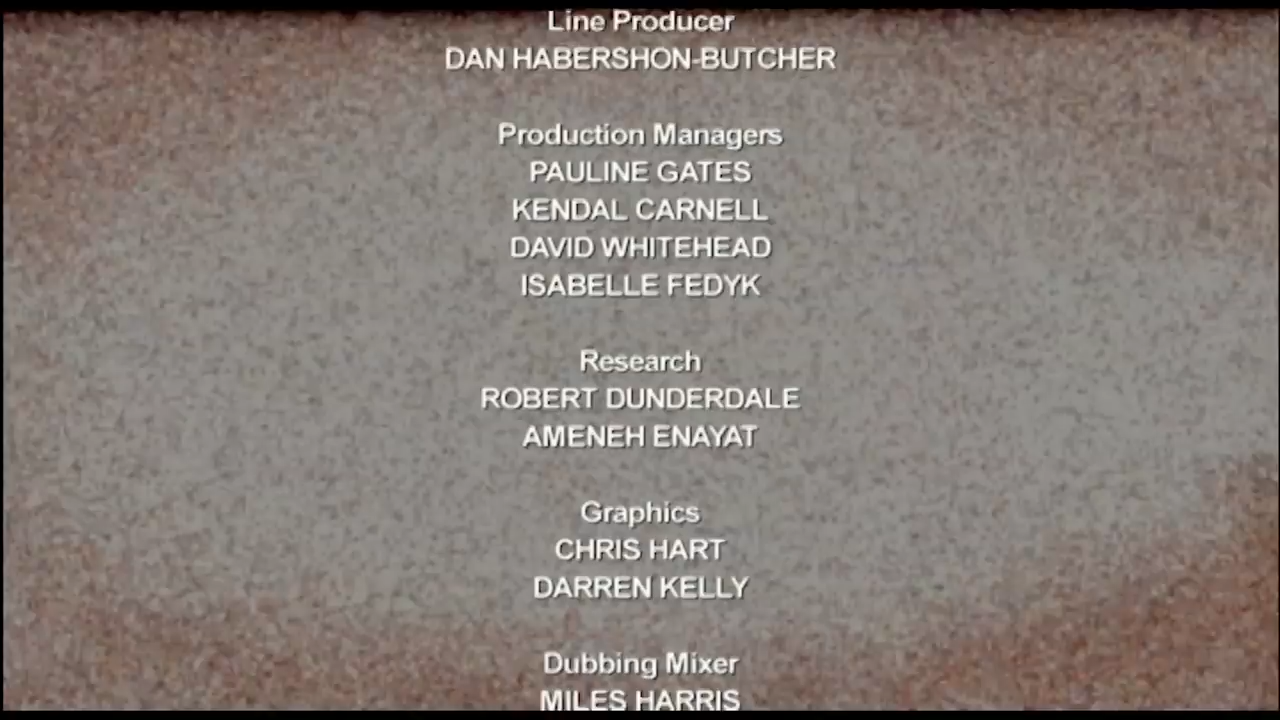 Line Producer
DAN HABERSHON-BUTCHER
Production Managers
PAULINE GATES
KENDAL CARNELL
DAVID WHITEHEAD
ISABELLE FEDYK
Research
ROBERT DUNDERDALE
AMENEH ENAYAT
Graphics
CHRIS HART
DARREN KELLY
Dubbing Mixer
MILES HARRIS